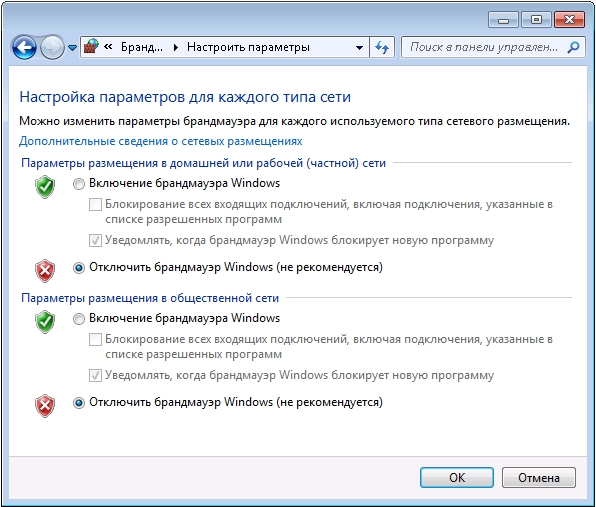 « Бранд... ▸ Настроить параметры
Поиск в панели управлен...
Настройка параметров для каждого типа сети
Можно изменить параметры брандмауэра для каждого используемого типа сетевого размещения.
Дополнительные сведения о сетевых размещениях
Параметры размещения в домашней или рабочей (частной) сети
Включение брандмауэра Windows
Блокирование всех входящих подключений, включая подключения, указанные в
списке разрешенных программ
Уведомлять, когда брандмауэр Windows блокирует новую программу
Отключить брандмауэр Windows (не рекомендуется)
Параметры размещения в общественной сети
Включение брандмауэра Windows
Блокирование всех входящих подключений, включая подключения, указанные в
списке разрешенных программ
Уведомлять, когда брандмауэр Windows блокирует новую программу
Отключить брандмауэр Windows (не рекомендуется)
ОК
Отмена